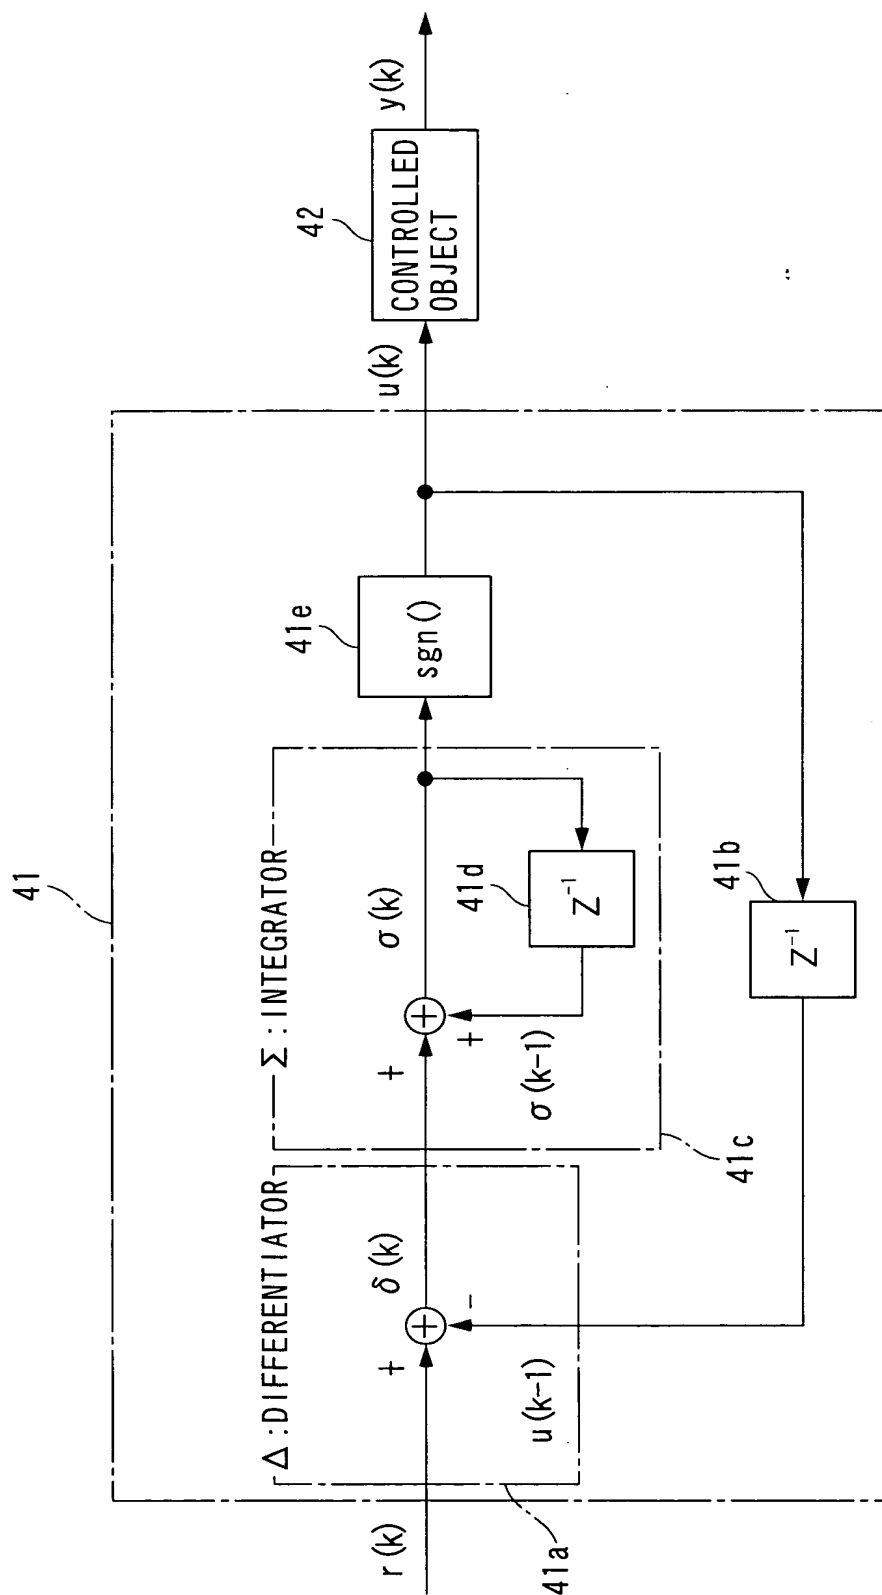 41
Δ:DIFFERENTIATOR
Σ:INTEGRATOR
41e
42
r(k)
+
δ(k)
+
σ(k)
sgn()
u(k)
CONTROLLED
OBJECT
y(k)
-
+
41d
u(k-1)
σ(k-1)
Z⁻¹
41a
41c
41b
Z⁻¹